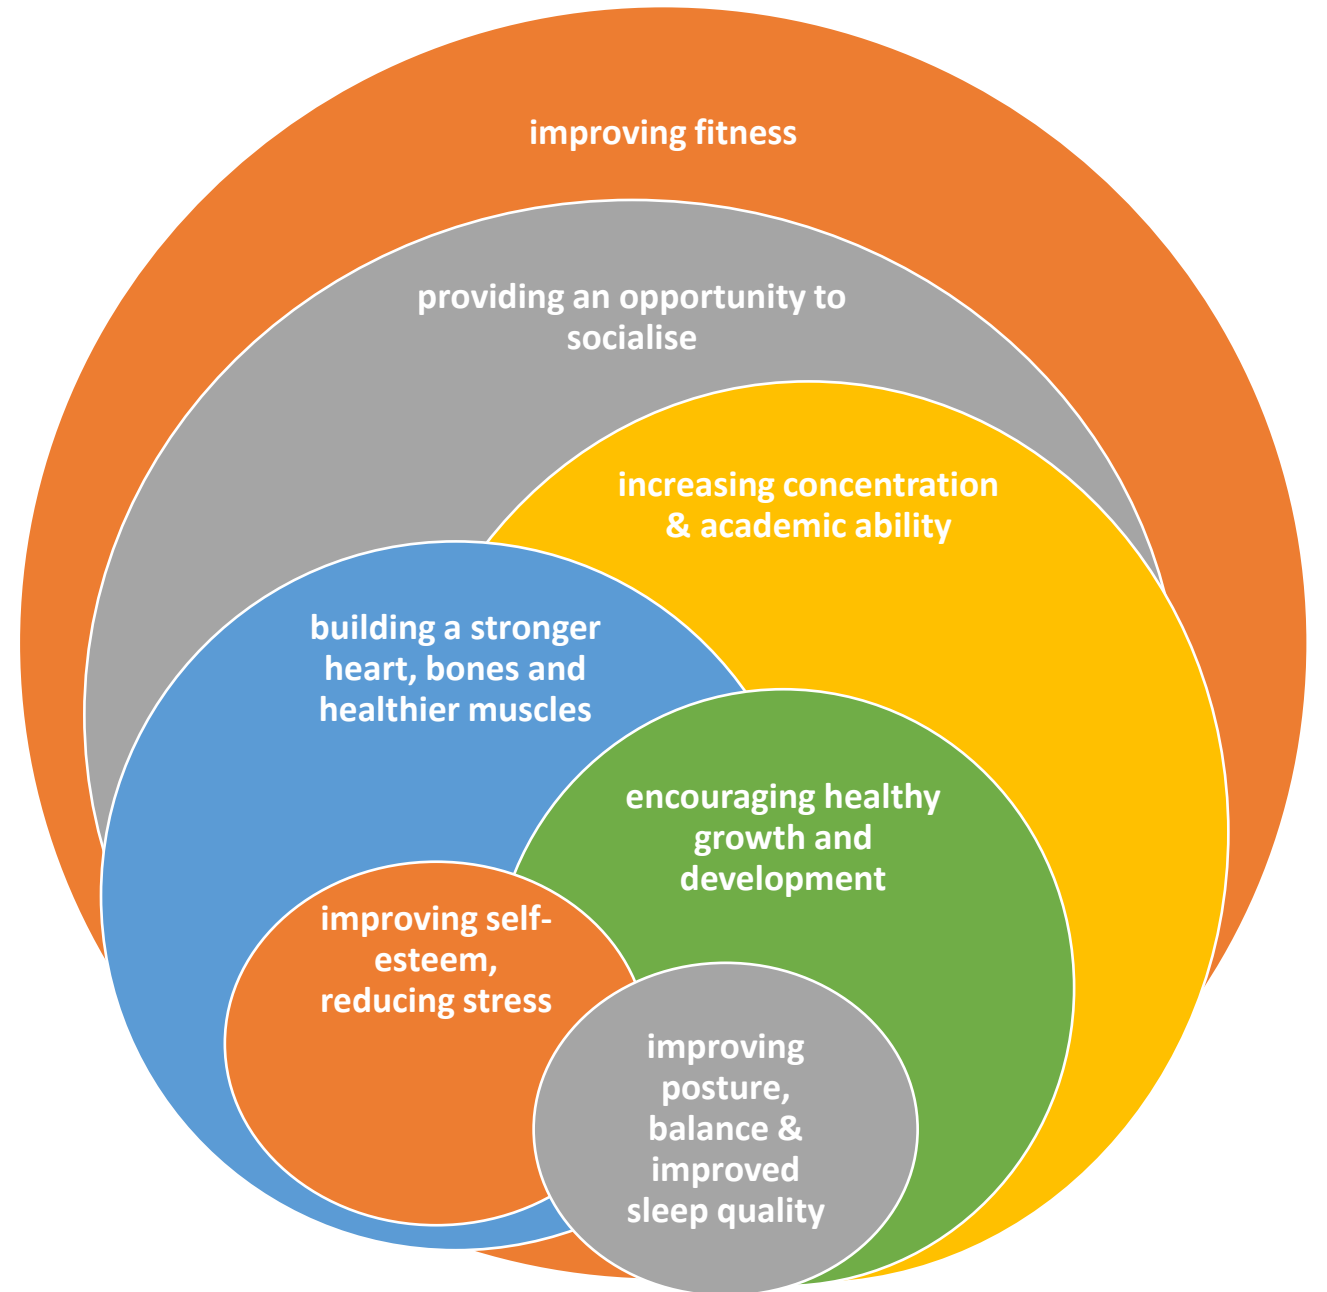 improving fitness
providing an opportunity to
socialise
increasing concentration
& academic ability
building a stronger
heart, bones and
healthier muscles
encouraging healthy
growth and
development
improving self-
esteem,
reducing stress
improving
posture,
balance &
improved
sleep quality